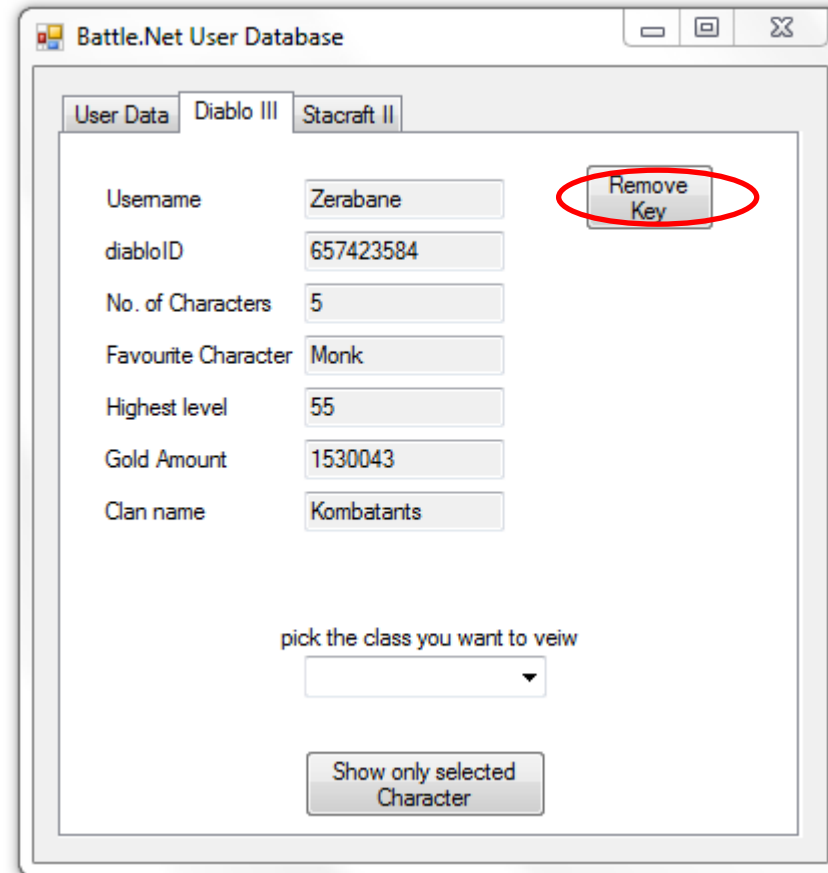 Battle.Net User Database
User Data Diablo III Stacraft II
Remove
Key
Username Zerabane
diabloID 657423584
No. of Characters 5
Favourite Character Monk
Highest level 55
Gold Amount 1530043
Clan name Kombatants
pick the class you want to veiw
Show only selected
Character